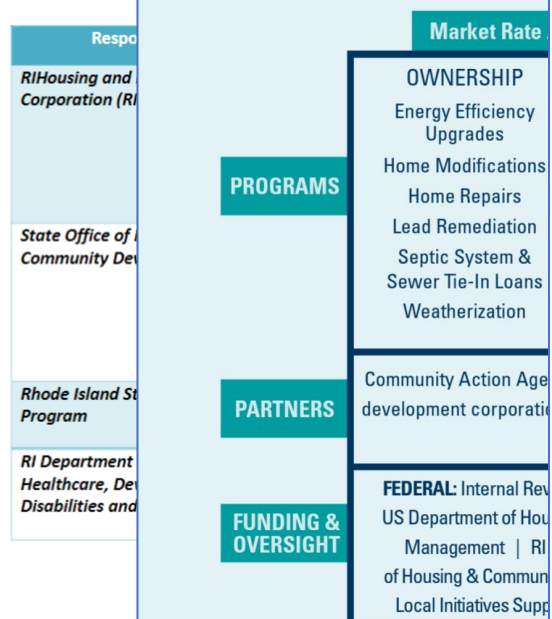 Respo
RIHousing and
Corporation (RI
State Office of
Community Dev
Rhode Island St
Program
RI Department
Healthcare, Dev
Disabilities and
Market Rate
PROGRAMS
OWNERSHIP
Energy Efficiency
Upgrades
Home Modifications
Home Repairs
Lead Remediation
Septic System &
Sewer Tie-In Loans
Weatherization
PARTNERS
Community Action Age
development corporatio
FUNDING &
OVERSIGHT
FEDERAL: Internal Rev
US Department of Hou
Management | RI
of Housing & Commun
Local Initiatives Supp